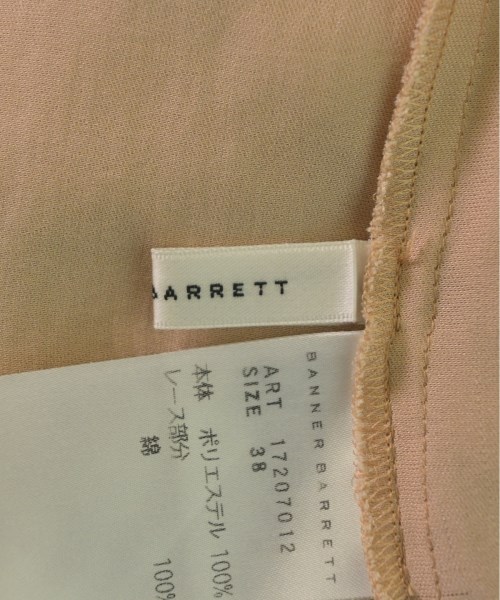 BARRETT
BANNER BARRETT
ART 17207012
SIZE 38
本体 ポリエステル 100%
レース部分
綿 100%